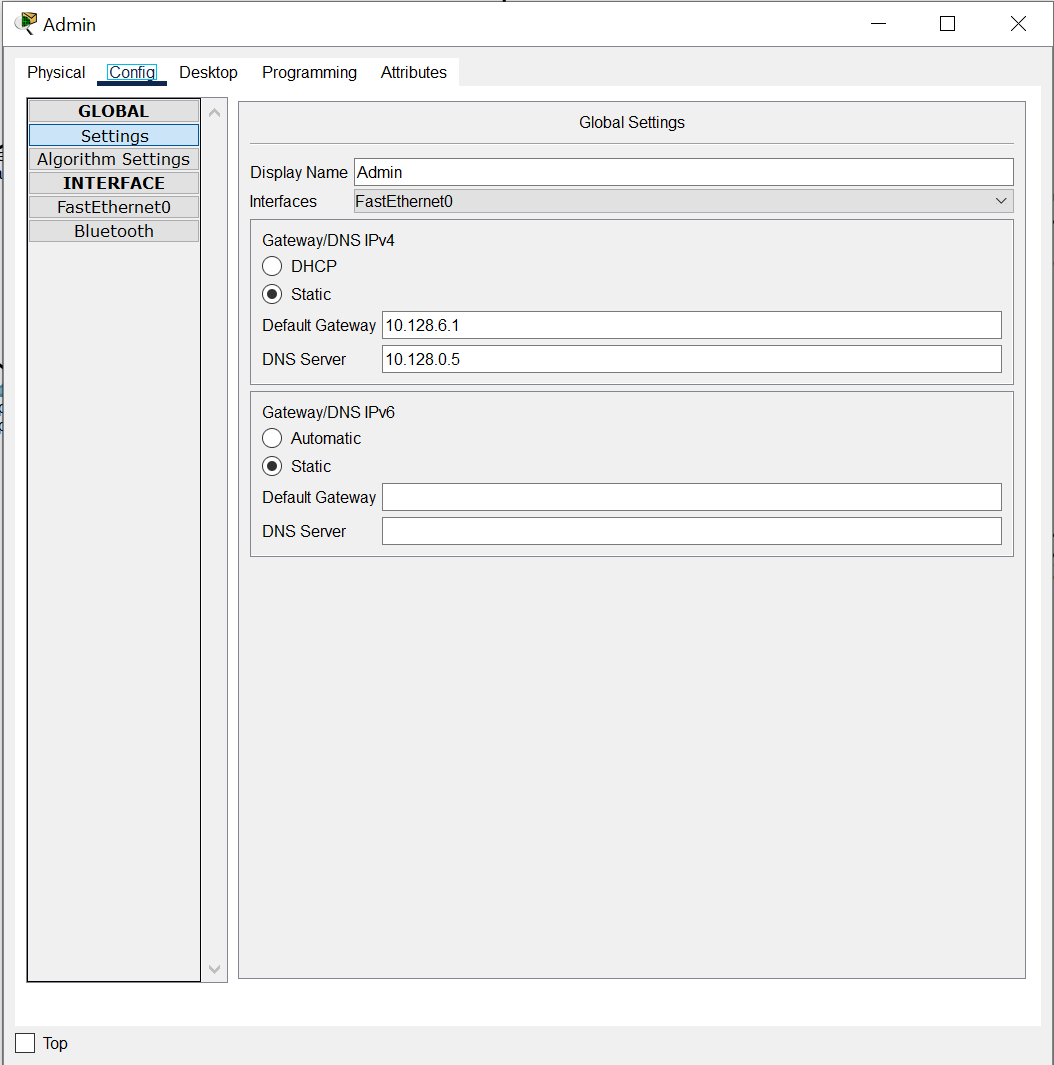 Admin
Physical Config Desktop Programming Attributes
GLOBAL
Settings
Algorithm Settings
INTERFACE
FastEthernet0
Bluetooth
Global Settings
Display Name Admin
Interfaces FastEthernet0
Gateway/DNS IPv4
DHCP
Static
Default Gateway 10.128.6.1
DNS Server 10.128.0.5
Gateway/DNS IPv6
Automatic
Static
Default Gateway
DNS Server
Top